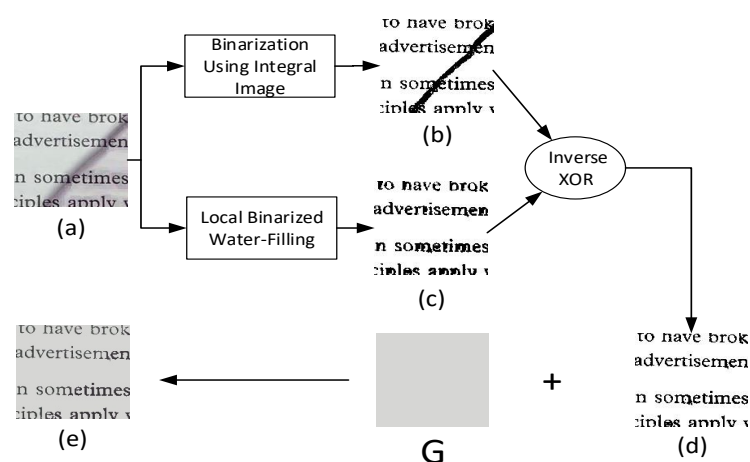 Binarization
Using Integral
Image
to have brok
advertisemen
n sometimes
ciples apply
(b)
to have brok
advertisemen
n sometimes
ciples apply
(a)
Inverse
XOR
Local Binarized
Water-Filling
to have brok
advertisemen
n sometimes
ciples apply
(c)
to have brok
advertisemen
n sometimes
ciples apply
(e)
G
+
to have brok
advertisemen
n sometimes
ciples apply
(d)